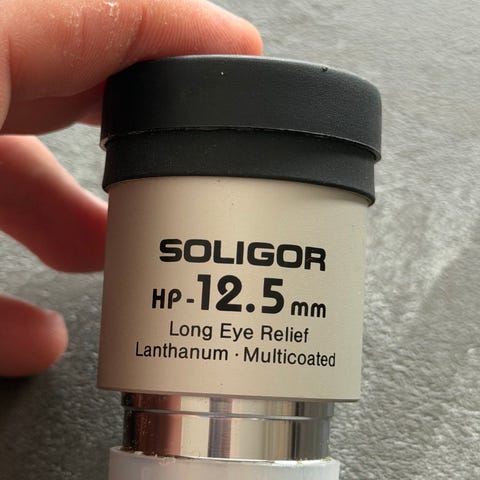 SOLIGOR
HP-12.5mm
Long Eye Relief
Lanthanum · Multicoated